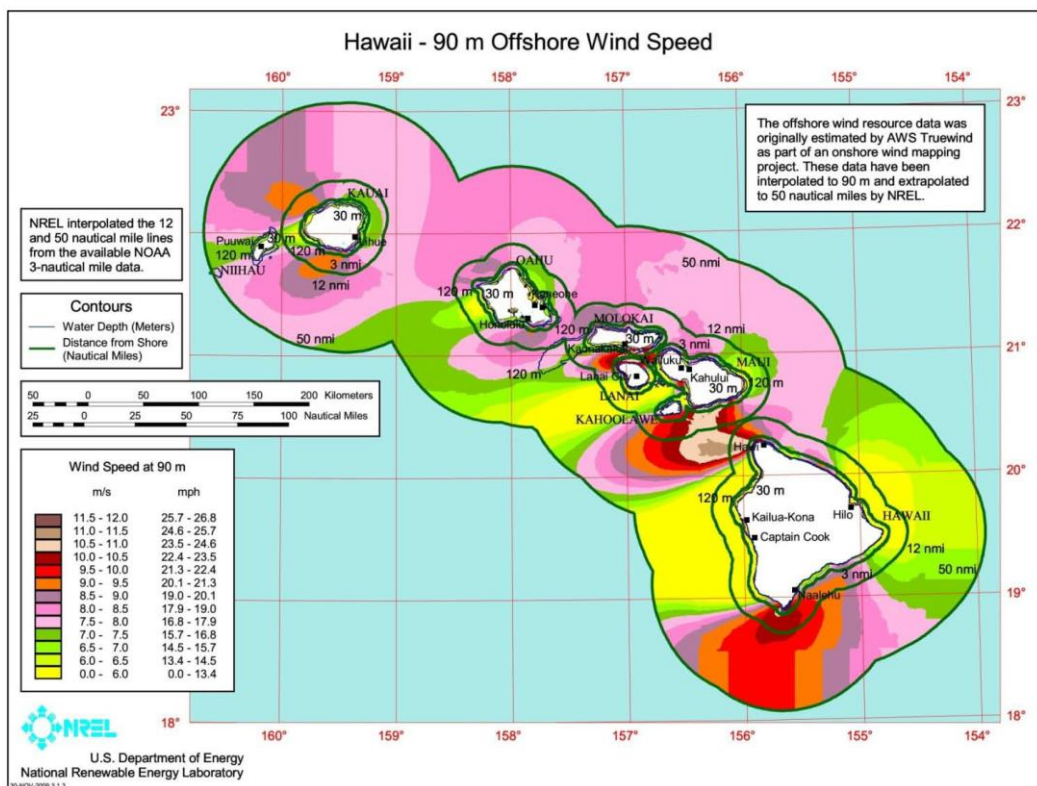 Hawaii - 90 m Offshore Wind Speed
160° 159° 158° 157° 156° 155° 154°
23° 23°
The offshore wind resource data was
originally estimated by AWS Truewind
as part of an onshore wind mapping
project. These data have been
interpolated to 90 m and extrapolated
to 50 nautical miles by NREL.
KAUAI
30 m
NREL interpolated the 12
and 50 nautical mile lines
from the available NOAA
3-nautical mile data.
22° 22°
Puuwai 30 m Lihue
120 m 120 m
3 nmi
NIIHAU
12 nmi
OAHU
50 nmi
120 m 30 m Kaneohe
Honolulu
Contours
Water Depth (Meters)
Distance from Shore
(Nautical Miles)
50 nmi
MOLOKAI
120 m 30 m
12 nmi
3 nmi
21° 21°
120 m
Lanai City Kahului
MAUI
30 m 120 m
LANAI
KAHOOLAWE
200 150 100 50 0 50 100 150 200 Kilometers
25 0 25 50 75 100 Nautical Miles
Hawi
20° 20°
Wind Speed at 90 m
m/s mph
11.5 - 12.0 25.7 - 26.8
11.0 - 11.5 24.6 - 25.7
10.5 - 11.0 23.5 - 24.6
10.0 - 10.5 22.4 - 23.5
9.5 - 10.0 21.3 - 22.4
9.0 - 9.5 20.1 - 21.3
8.5 - 9.0 19.0 - 20.1
8.0 - 8.5 17.9 - 19.0
7.5 - 8.0 16.8 - 17.9
7.0 - 7.5 15.7 - 16.8
6.5 - 7.0 14.5 - 15.7
6.0 - 6.5 13.4 - 14.5
0.0 - 6.0 0.0 - 13.4
120 m 30 m
Kailua-Kona Hilo
HAWAII
Captain Cook
12 nmi
3 nmi 50 nmi
Naalehu
19° 19°
18° 18°
160° 159° 158° 157° 156° 155° 154°
NREL
U.S. Department of Energy
National Renewable Energy Laboratory